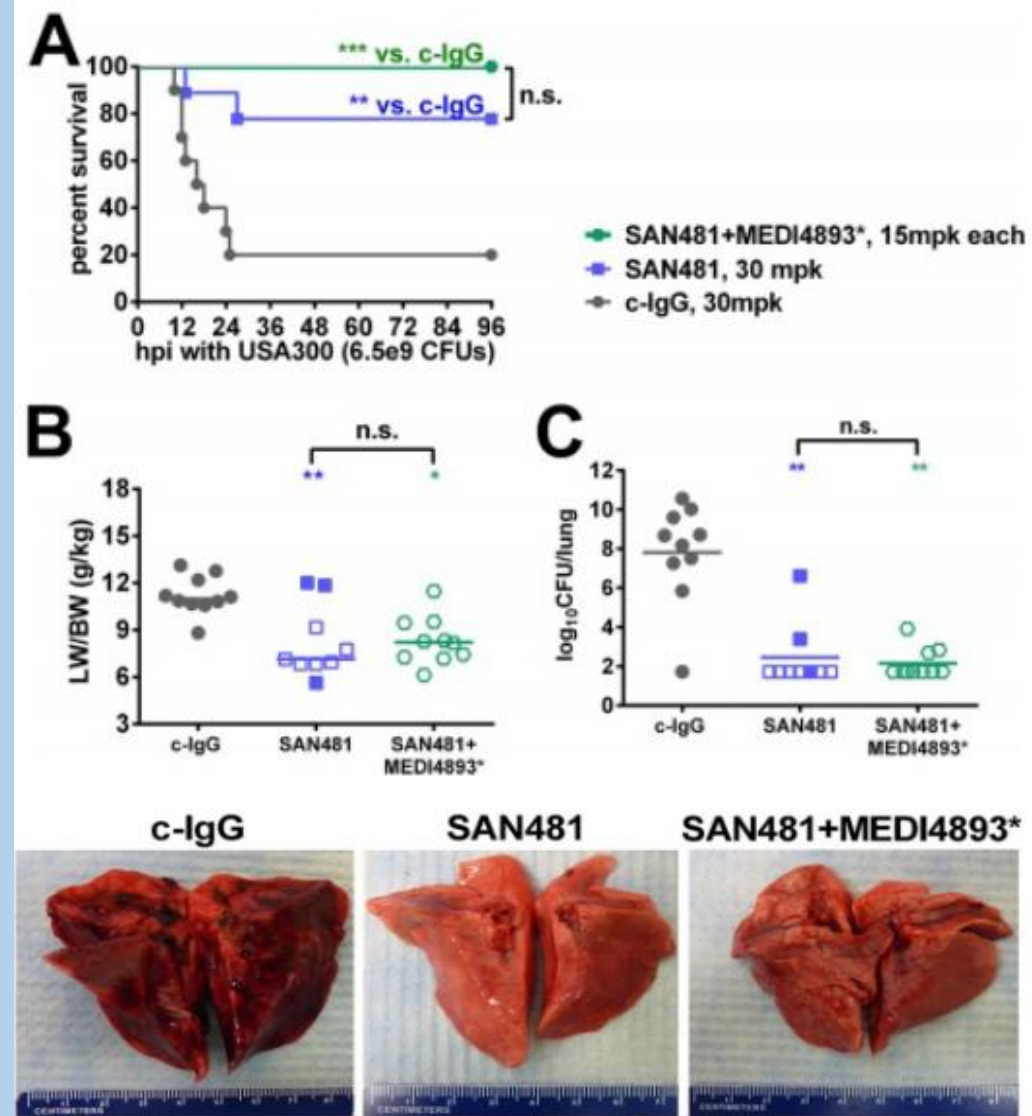 A
*** vs. c-IgG
** vs. c-IgG
n.s.
percent survival
100
80
60
40
20
0
0 12 24 36 48 60 72 84 96
hpi with USA300 (6.5e9 CFUs)
SAN481+MEDI4893*, 15mpk each
SAN481, 30 mpk
c-IgG, 30mpk
B
n.s.
** *
LW/BW (g/kg)
18
15
12
9
6
3
c-IgG SAN481 SAN481+
MEDI4893*
C
n.s.
** **
log₁₀CFU/lung
12
10
8
6
4
2
0
c-IgG SAN481 SAN481+
MEDI4893*
c-IgG SAN481 SAN481+MEDI4893*
CENTIMETERS CENTIMETERS CENTIMETERS